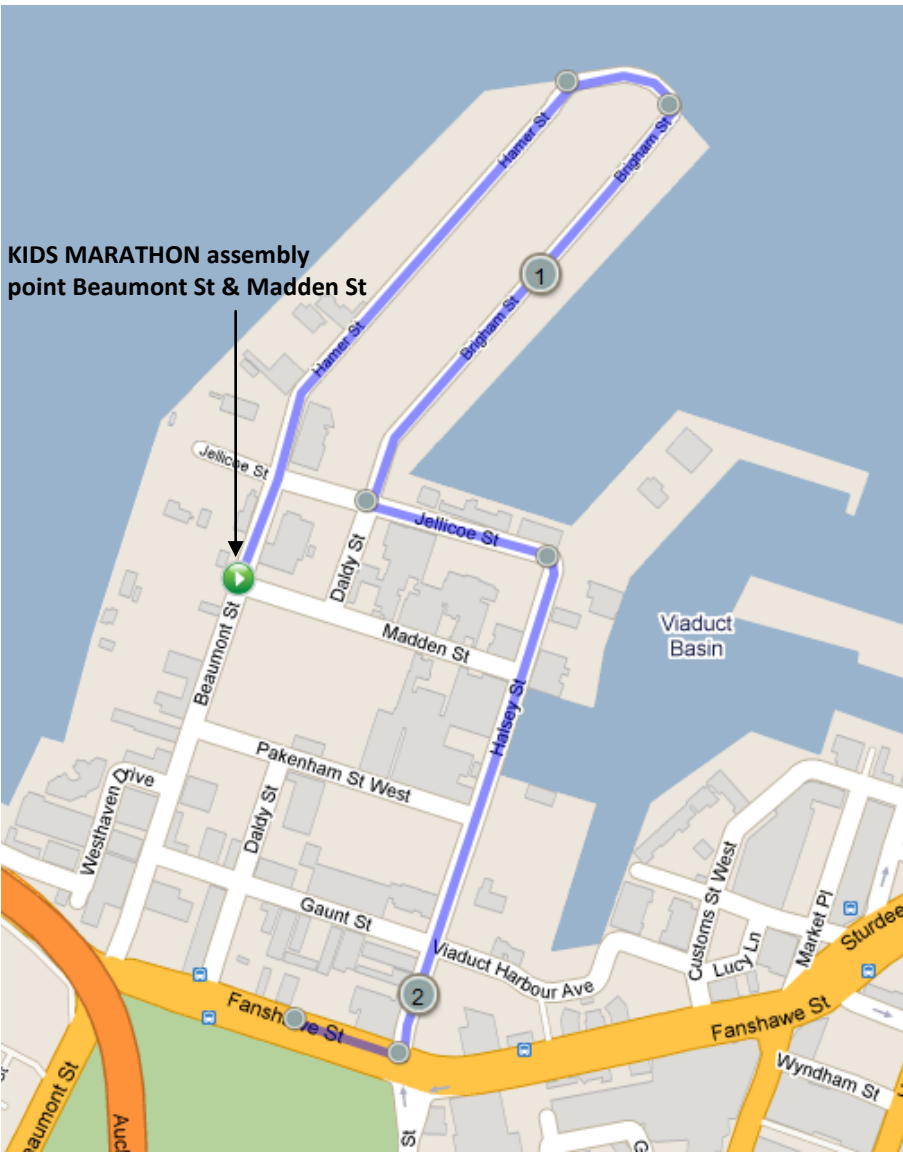 Hamer St
Brigham St
KIDS MARATHON assembly
point Beaumont St & Madden St
1
Brigham St
Hamer St
Jellicoe St
Jellicoe St
Daldy St
Viaduct
Basin
Madden St
Beaumont St
Halsey St
Pakenham St West
Westhaven Drive
Daldy St
Gaunt St
Customs St West
Market Pl
Lucy Ln
Sturdee
Viaduct Harbour Ave
2
Fanshawe St
Fanshawe St
Wyndham St
eaumont St
Auc
St
G